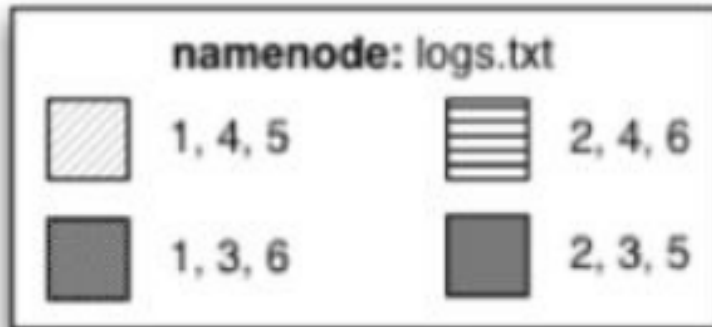 namenode: logs.txt
1, 4, 5 2, 4, 6
1, 3, 6 2, 3, 5